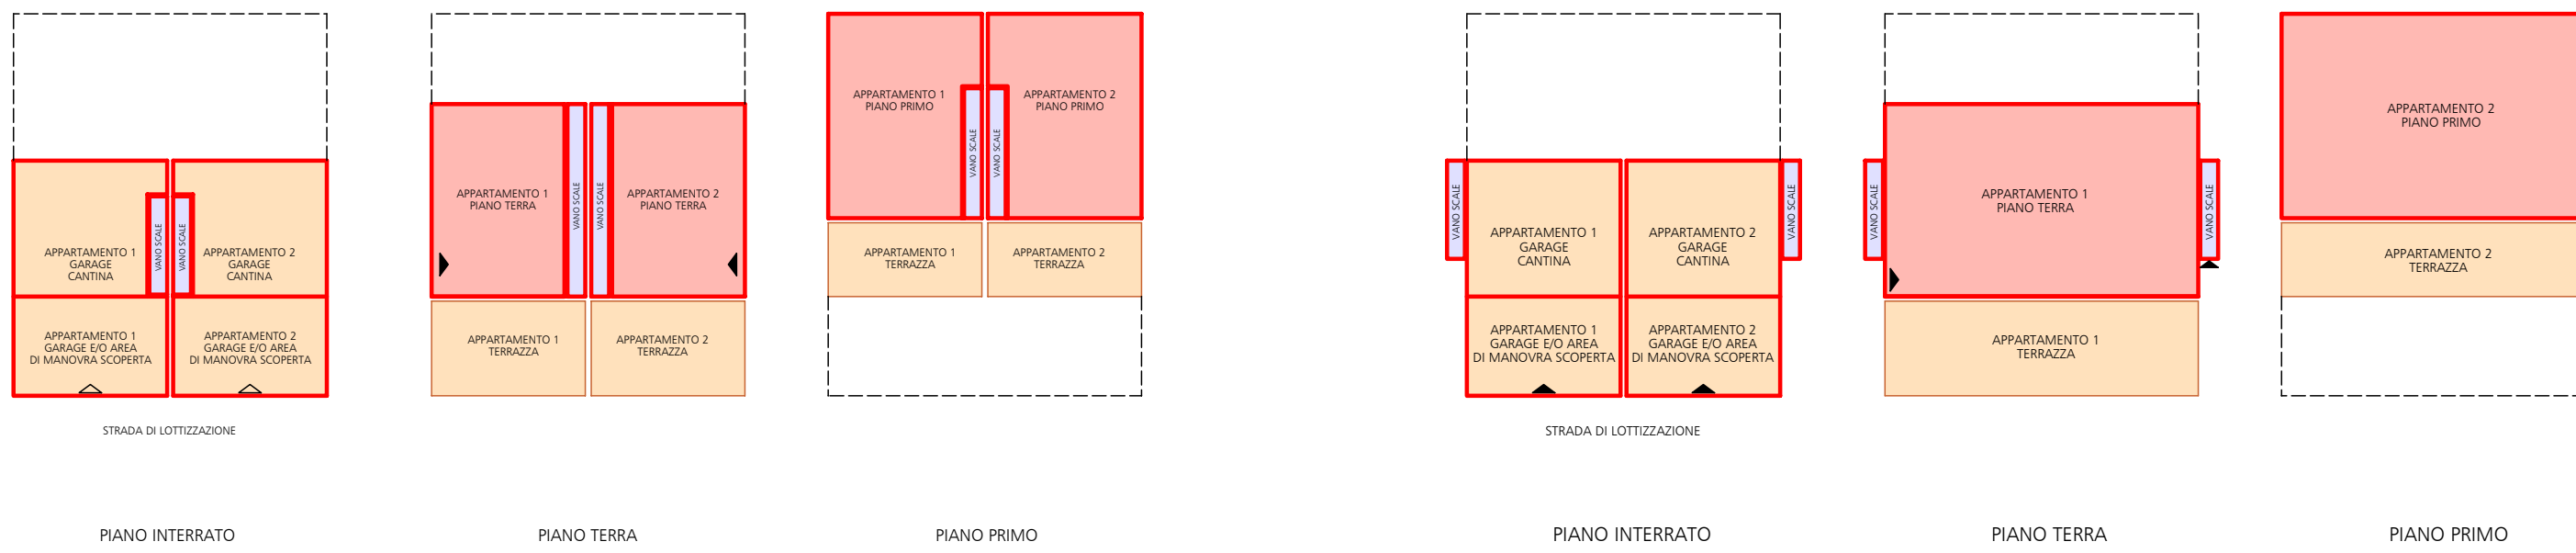 APPARTAMENTO 1
GARAGE
CANTINA
VANO SCALE
VANO SCALE
APPARTAMENTO 2
GARAGE
CANTINA
APPARTAMENTO 1
GARAGE E/O AREA
DI MANOVRA SCOPERTA
APPARTAMENTO 2
GARAGE E/O AREA
DI MANOVRA SCOPERTA
STRADA DI LOTTIZZAZIONE
PIANO INTERRATO
APPARTAMENTO 1
PIANO TERRA
VANO SCALE
VANO SCALE
APPARTAMENTO 2
PIANO TERRA
APPARTAMENTO 1
TERRAZZA
APPARTAMENTO 2
TERRAZZA
PIANO TERRA
APPARTAMENTO 1
PIANO PRIMO
VANO SCALE
VANO SCALE
APPARTAMENTO 2
PIANO PRIMO
APPARTAMENTO 1
TERRAZZA
APPARTAMENTO 2
TERRAZZA
PIANO PRIMO
VANO SCALE
APPARTAMENTO 1
GARAGE
CANTINA
APPARTAMENTO 2
GARAGE
CANTINA
VANO SCALE
APPARTAMENTO 1
GARAGE E/O AREA
DI MANOVRA SCOPERTA
APPARTAMENTO 2
GARAGE E/O AREA
DI MANOVRA SCOPERTA
STRADA DI LOTTIZZAZIONE
PIANO INTERRATO
VANO SCALE
APPARTAMENTO 1
PIANO TERRA
VANO SCALE
APPARTAMENTO 1
TERRAZZA
PIANO TERRA
APPARTAMENTO 2
PIANO PRIMO
APPARTAMENTO 2
TERRAZZA
PIANO PRIMO